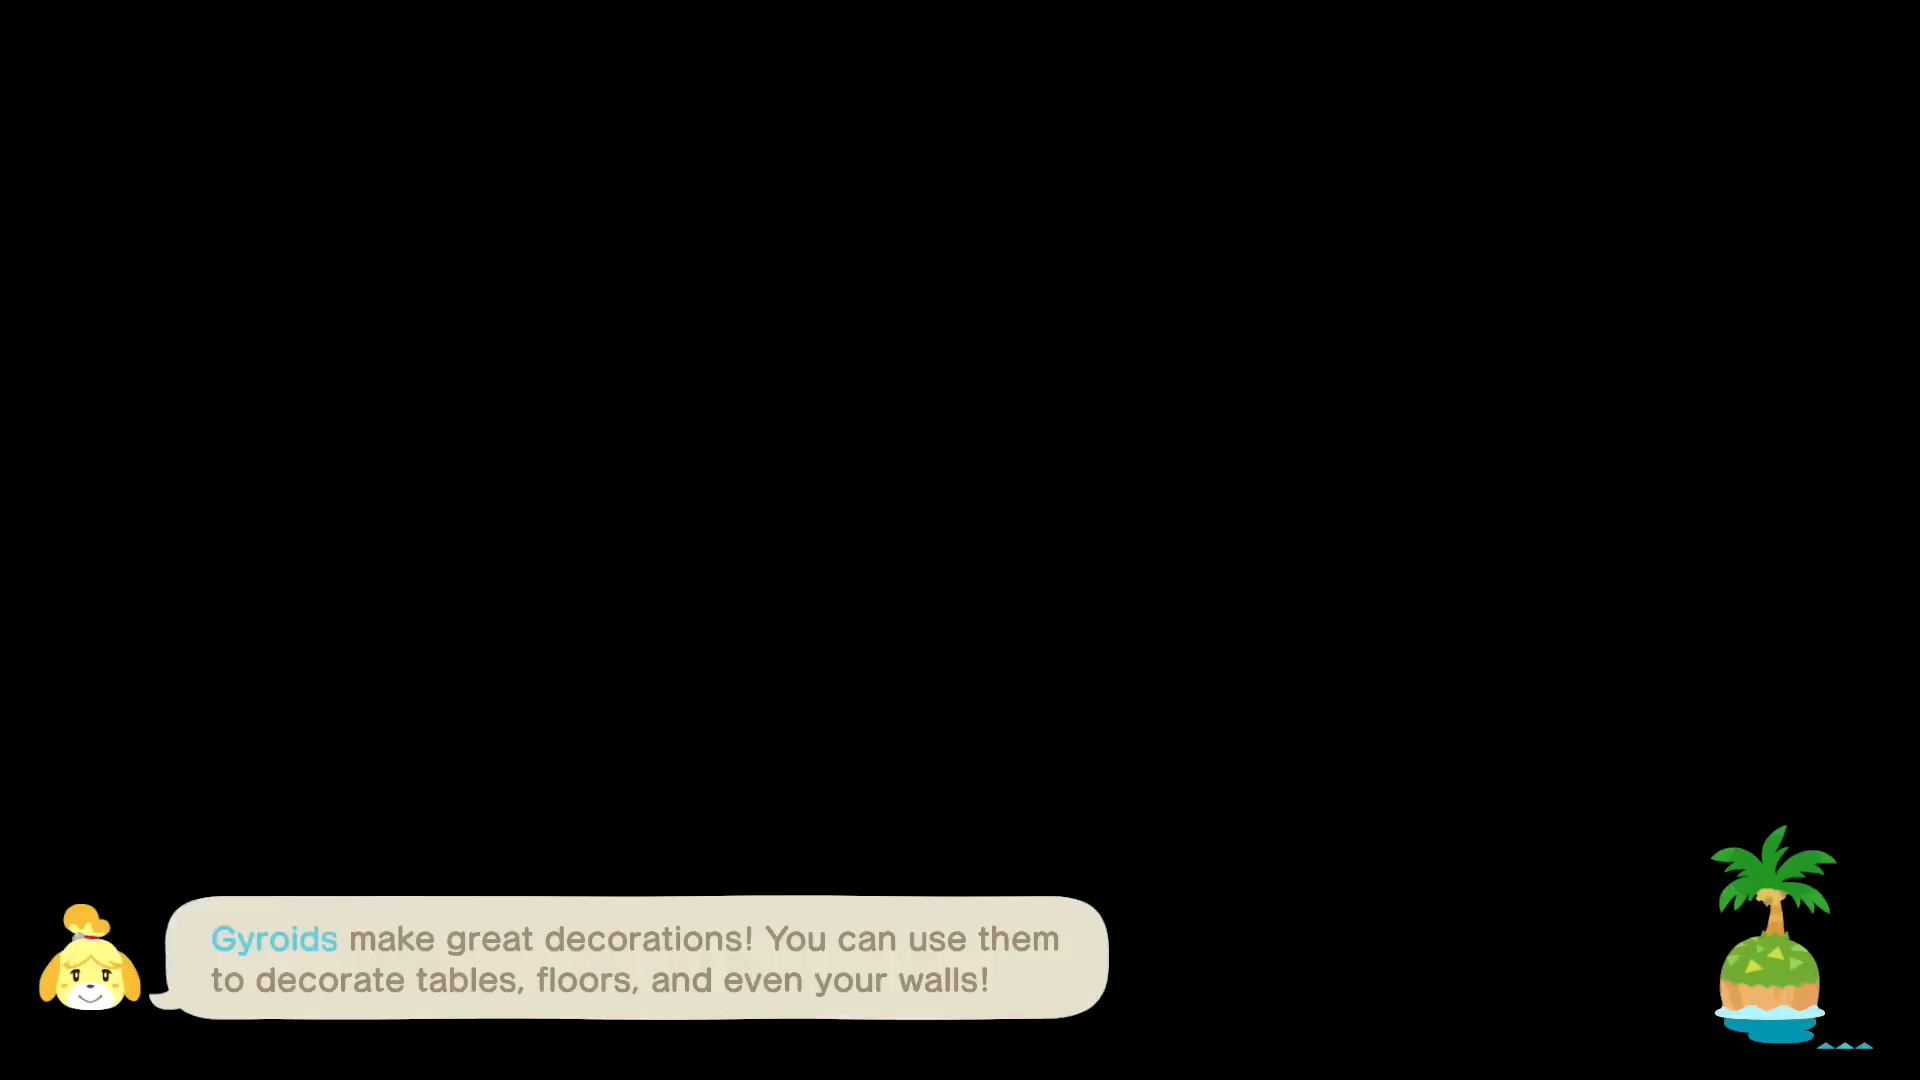 Gyroids make great decorations! You can use them
to decorate tables, floors, and even your walls!